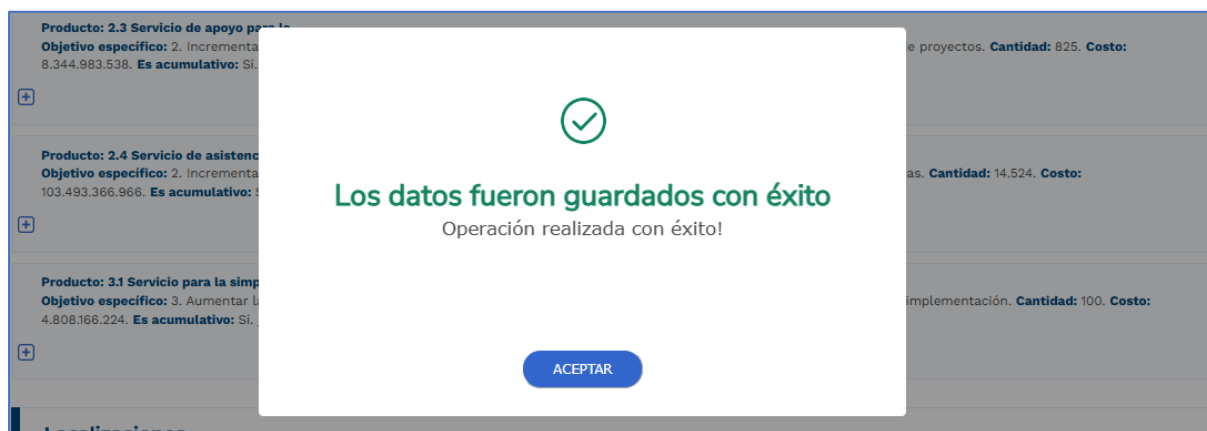 Producto: 2.3 Servicio de apoyo para la
Objetivo específico: 2. Incrementa e proyectos. Cantidad: 825. Costo:
8.344.983.538. Es acumulativo: Si.
Producto: 2.4 Servicio de asistenc
Objetivo específico: 2. Incrementa as. Cantidad: 14.524. Costo:
103.493.366.966. Es acumulativo:
Producto: 3.1 Servicio para la simp
Objetivo específico: 3. Aumentar implementación. Cantidad: 100. Costo:
4.808.166.224. Es acumulativo: Si.
Los datos fueron guardados con éxito
Operación realizada con éxito!
ACEPTAR
Localizaciones